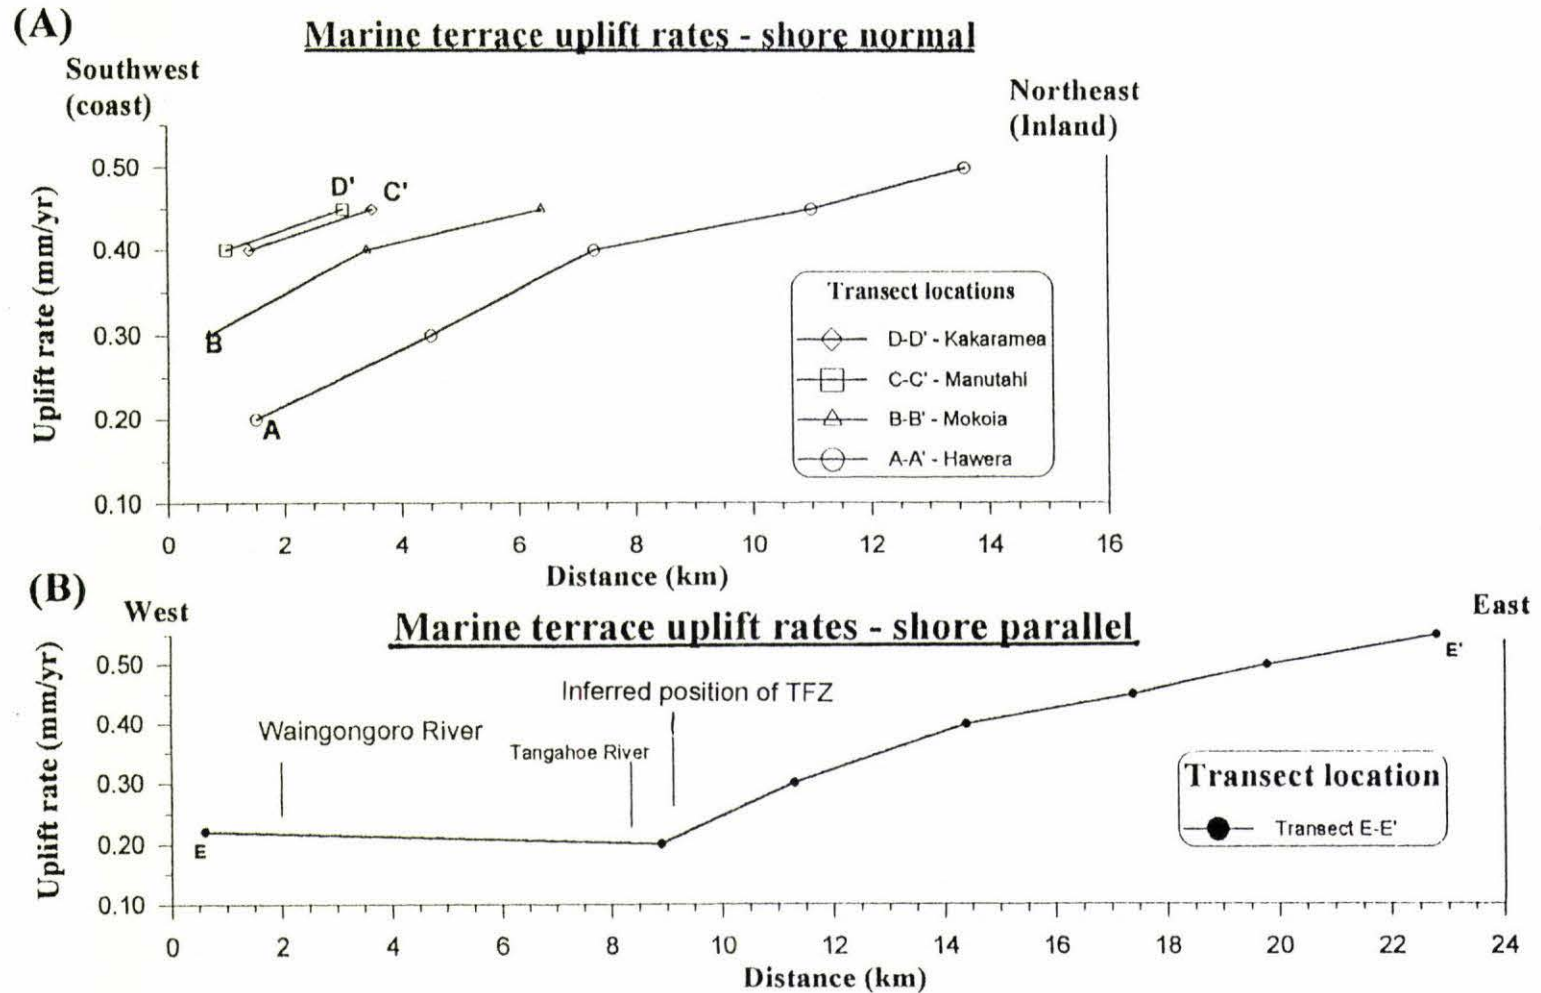 (A)
Marine terrace uplift rates - shore normal
Southwest
(coast)
Northeast
(Inland)
Uplift rate (mm/yr)
0.50
0.40
0.30
0.20
0.10
D'
C'
B
A
Transect locations
D-D' - Kakaramea
C-C' - Manutahi
B-B' - Mokoia
A-A' - Hawera
0 2 4 6 8 10 12 14 16
Distance (km)
(B)
West
East
Marine terrace uplift rates - shore parallel
Uplift rate (mm/yr)
0.50
0.40
0.30
0.20
0.10
Inferred position of TFZ
Waingongoro River
Tangahoe River
E
E'
Transect location
Transect E-E'
0 2 4 6 8 10 12 14 16 18 20 22 24
Distance (km)